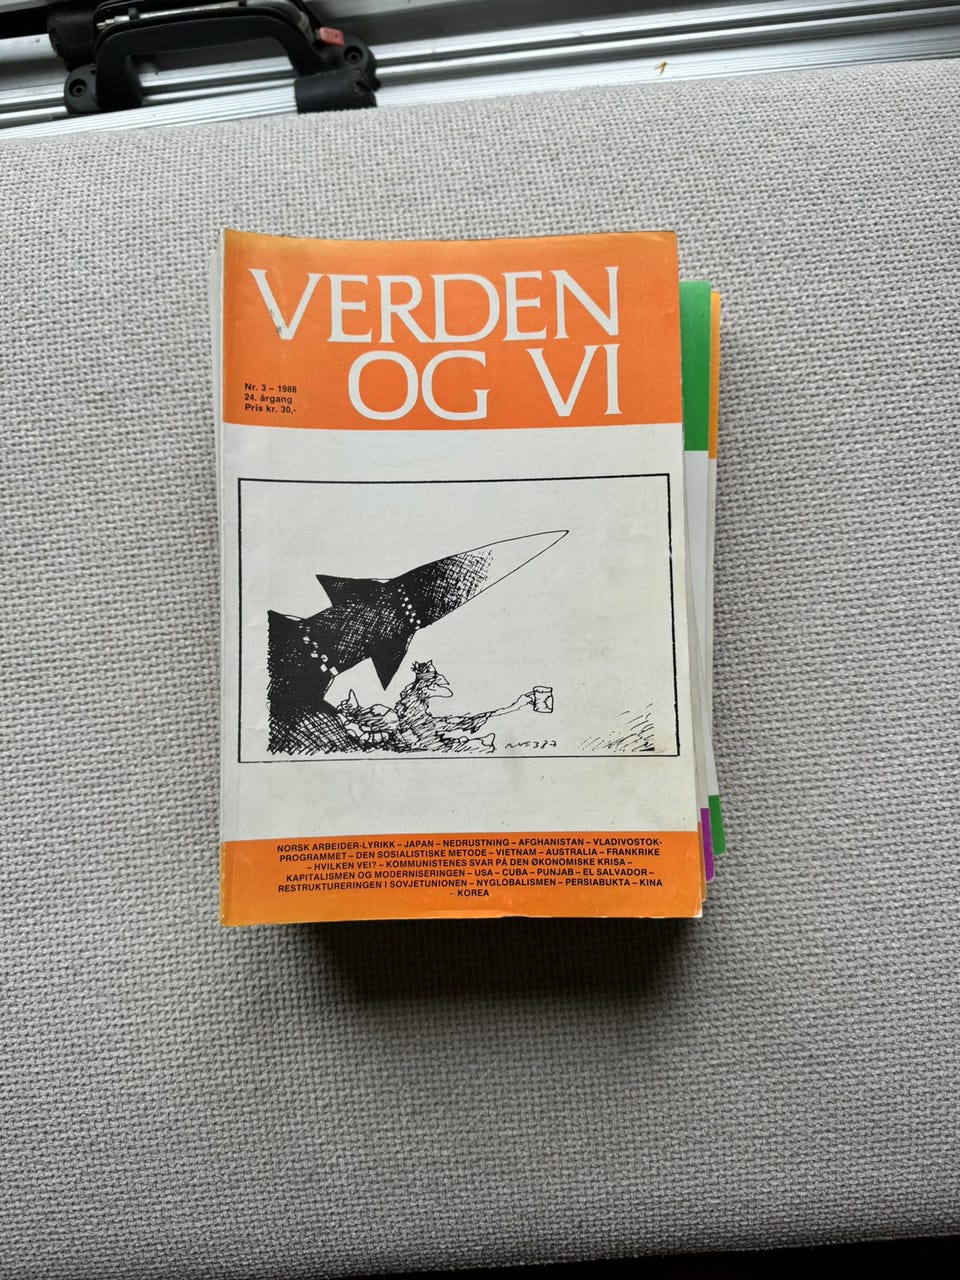 VERDEN
OG VI
Nr. 3 – 1988
24. årgang
Pris kr. 30,-
NORSK ARBEIDER-LYRIKK – JAPAN – NEDRUSTNING – AFGHANISTAN – VLADIVOSTOK-
PROGRAMMET – DEN SOSIALISTISKE METODE – VIETNAM – AUSTRALIA – FRANKRIKE
– HVILKEN VEI? – KOMMUNISTENES SVAR PÅ DEN ØKONOMISKE KRISA –
KAPITALISMEN OG MODERNISERINGEN – USA – CUBA – PUNJAB – EL SALVADOR –
RESTRUKTURERINGEN I SOVJETUNIONEN – NYGLOBALISMEN – PERSIABUKTA – KINA
- KOREA